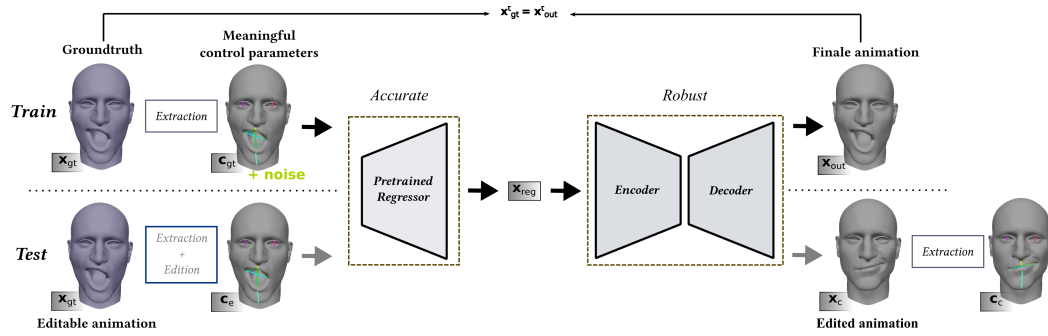 x^τ_gt = x^τ_out
Groundtruth
Meaningful
control parameters
Finale animation
Train
Extraction
Accurate
Robust
x_gt
c_gt
+ noise
x_out
Pretrained
Regressor
x_reg
Encoder
Decoder
Test
Extraction
+
Edition
Extraction
x_gt
c_e
x_c
c_c
Editable animation
Edited animation